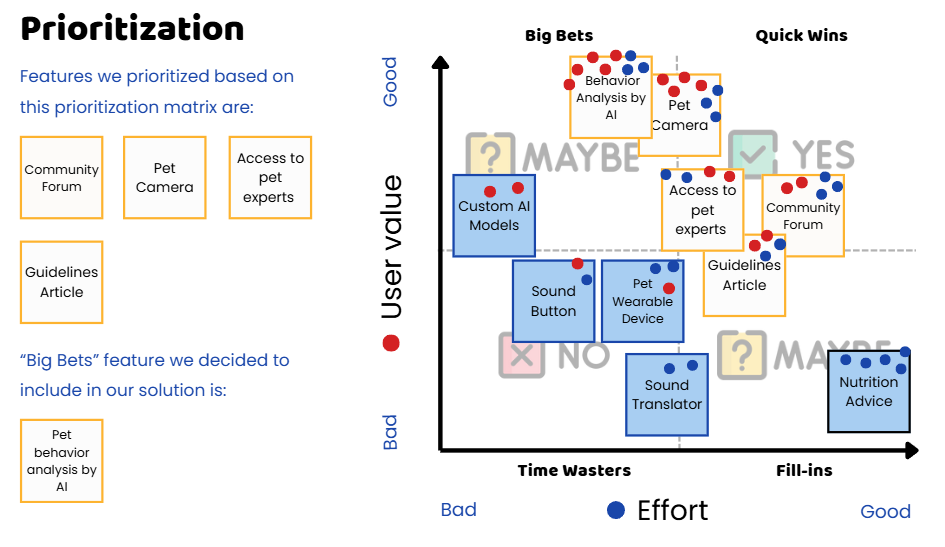 Prioritization
Features we prioritized based on
this prioritization matrix are:
Community
Forum
Pet
Camera
Access to
pet
experts
Guidelines
Article
“Big Bets” feature we decided to
include in our solution is:
Pet
behavior
analysis by
AI
Big Bets
Quick Wins
Good
User value
Bad
Behavior
Analysis by
AI
Pet
Camera
MAYBE
YES
Custom AI
Models
Access to
pet
experts
Community
Forum
Guidelines
Article
Sound
Button
Pet
Wearable
Device
NO
MAYBE
Sound
Translator
Nutrition
Advice
Time Wasters
Fill-ins
Bad
Effort
Good